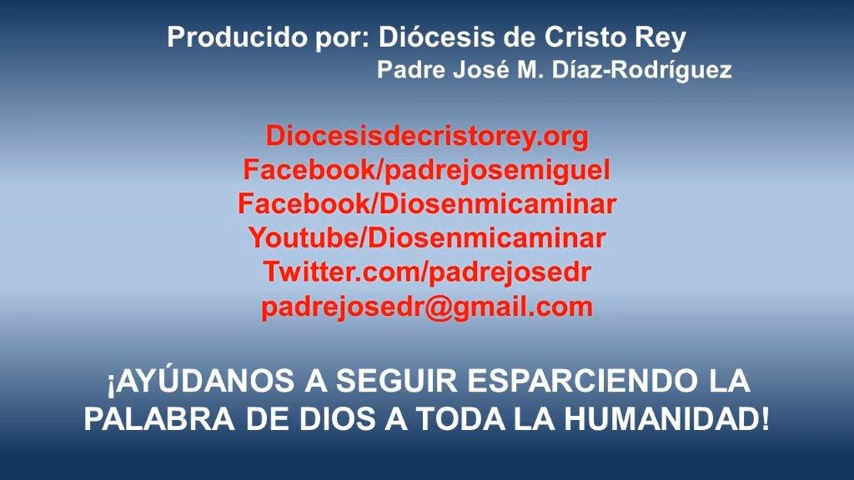 Producido por: Diócesis de Cristo Rey
Padre José M. Díaz-Rodríguez
Diocesisdecristorey.org
Facebook/padrejosemiguel
Facebook/Diosenmicaminar
Youtube/Diosenmicaminar
Twitter.com/padrejosedr
padrejosedr@gmail.com
¡AYÚDANOS A SEGUIR ESPARCIENDO LA
PALABRA DE DIOS A TODA LA HUMANIDAD!